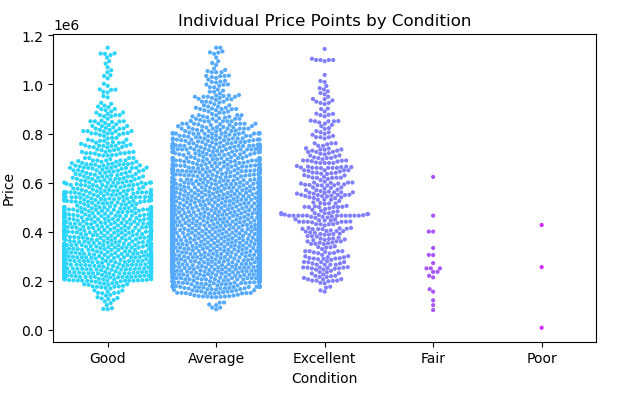 Individual Price Points by Condition
1e6
1.2
1.0
0.8
0.6
0.4
0.2
0.0
Price
Good Average Excellent Fair Poor
Condition